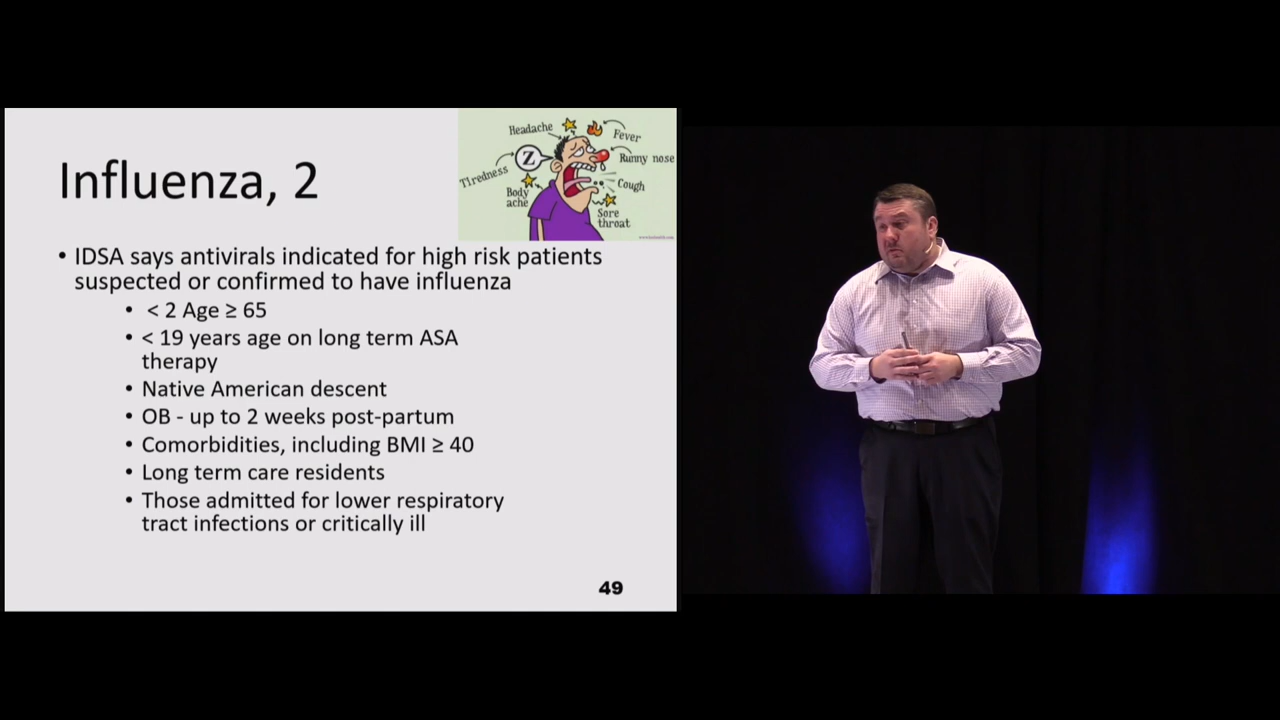 Influenza, 2
Headache
Fever
Runny nose
Tiredness
Z
Cough
Body
ache
Sore
throat
• IDSA says antivirals indicated for high risk patients
suspected or confirmed to have influenza
• < 2 Age ≥ 65
• < 19 years age on long term ASA
therapy
• Native American descent
• OB - up to 2 weeks post-partum
• Comorbidities, including BMI ≥ 40
• Long term care residents
• Those admitted for lower respiratory
tract infections or critically ill
49